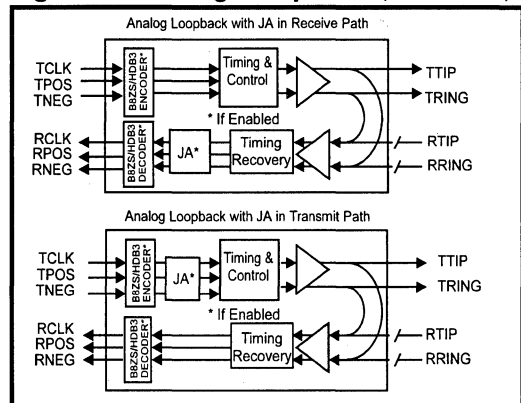 Analog Loopback with JA in Receive Path
TCLK
TPOS
TNEG
B8ZS/HDB3
ENCODER*
Timing &
Control
TTIP
TRING
* If Enabled
RCLK
RPOS
RNEG
B8ZS/HDB3
DECODER*
JA*
Timing
Recovery
RTIP
RRING
Analog Loopback with JA in Transmit Path
TCLK
TPOS
TNEG
B8ZS/HDB3
ENCODER*
JA*
Timing &
Control
TTIP
TRING
* If Enabled
RCLK
RPOS
RNEG
B8ZS/HDB3
DECODER*
Timing
Recovery
RTIP
RRING